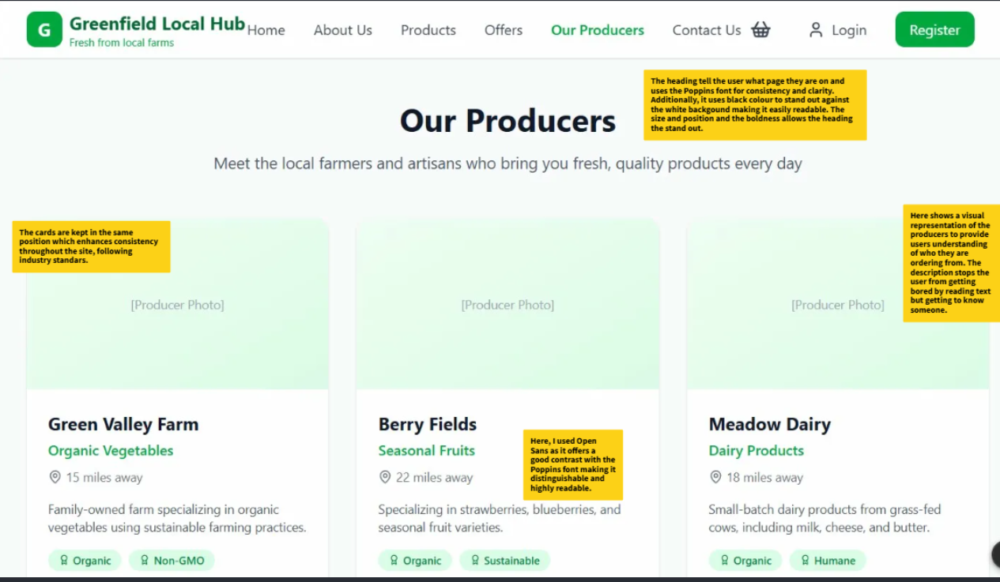 G
Greenfield Local Hub
Fresh from local farms
Home
About Us
Products
Offers
Our Producers
Contact Us
Login
Register
The heading tell the user what page they are on and
uses the Poppins font for consistency and clarity.
Additionally, it uses black colour to stand out against
the white backgound making it easily readable. The
size and position and the boldness allows the heading
the stand out.
Our Producers
Meet the local farmers and artisans who bring you fresh, quality products every day
The cards are kept in the same
position which enhances consistency
throughout the site, following
industry standars.
Here shows a visual
representation of the
producers to provide
users understanding
of who they are
ordering from. The
description stops the
user from getting
bored by reading text
but getting to know
someone.
[Producer Photo]
[Producer Photo]
[Producer Photo]
Green Valley Farm
Organic Vegetables
15 miles away
Family-owned farm specializing in organic
vegetables using sustainable farming practices.
Organic
Non-GMO
Berry Fields
Seasonal Fruits
22 miles away
Here, I used Open
Sans as it offers a
good contrast with the
Poppins font making it
distinguishable and
highly readable.
Specializing in strawberries, blueberries, and
seasonal fruit varieties.
Organic
Sustainable
Meadow Dairy
Dairy Products
18 miles away
Small-batch dairy products from grass-fed
cows, including milk, cheese, and butter.
Organic
Humane